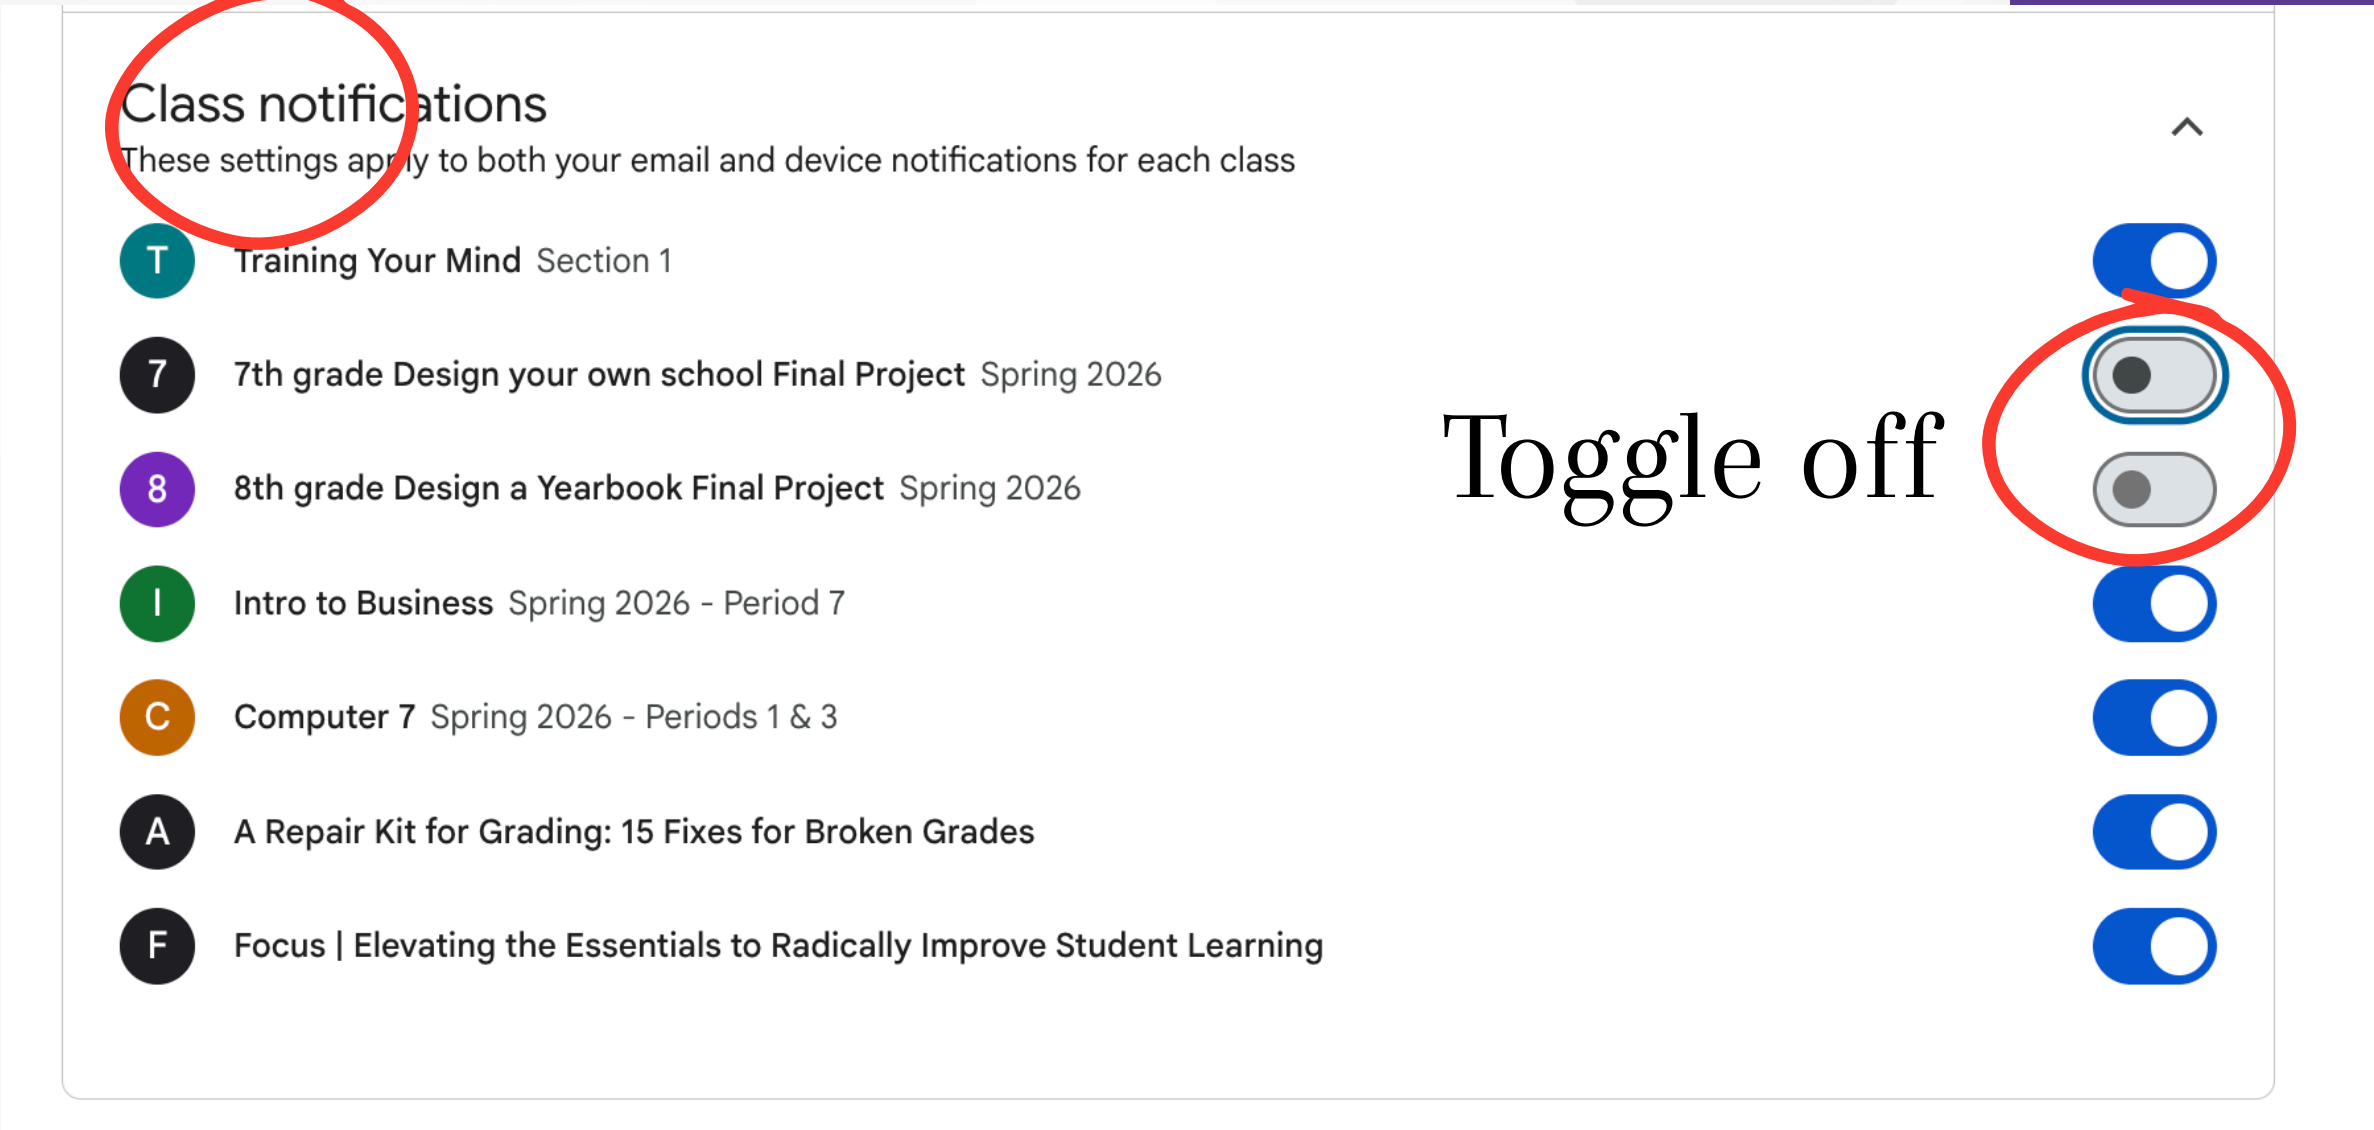 Class notifications
These settings apply to both your email and device notifications for each class
T Training Your Mind Section 1
7 7th grade Design your own school Final Project Spring 2026
Toggle off
8 8th grade Design a Yearbook Final Project Spring 2026
I Intro to Business Spring 2026 - Period 7
C Computer 7 Spring 2026 - Periods 1 & 3
A A Repair Kit for Grading: 15 Fixes for Broken Grades
F Focus | Elevating the Essentials to Radically Improve Student Learning